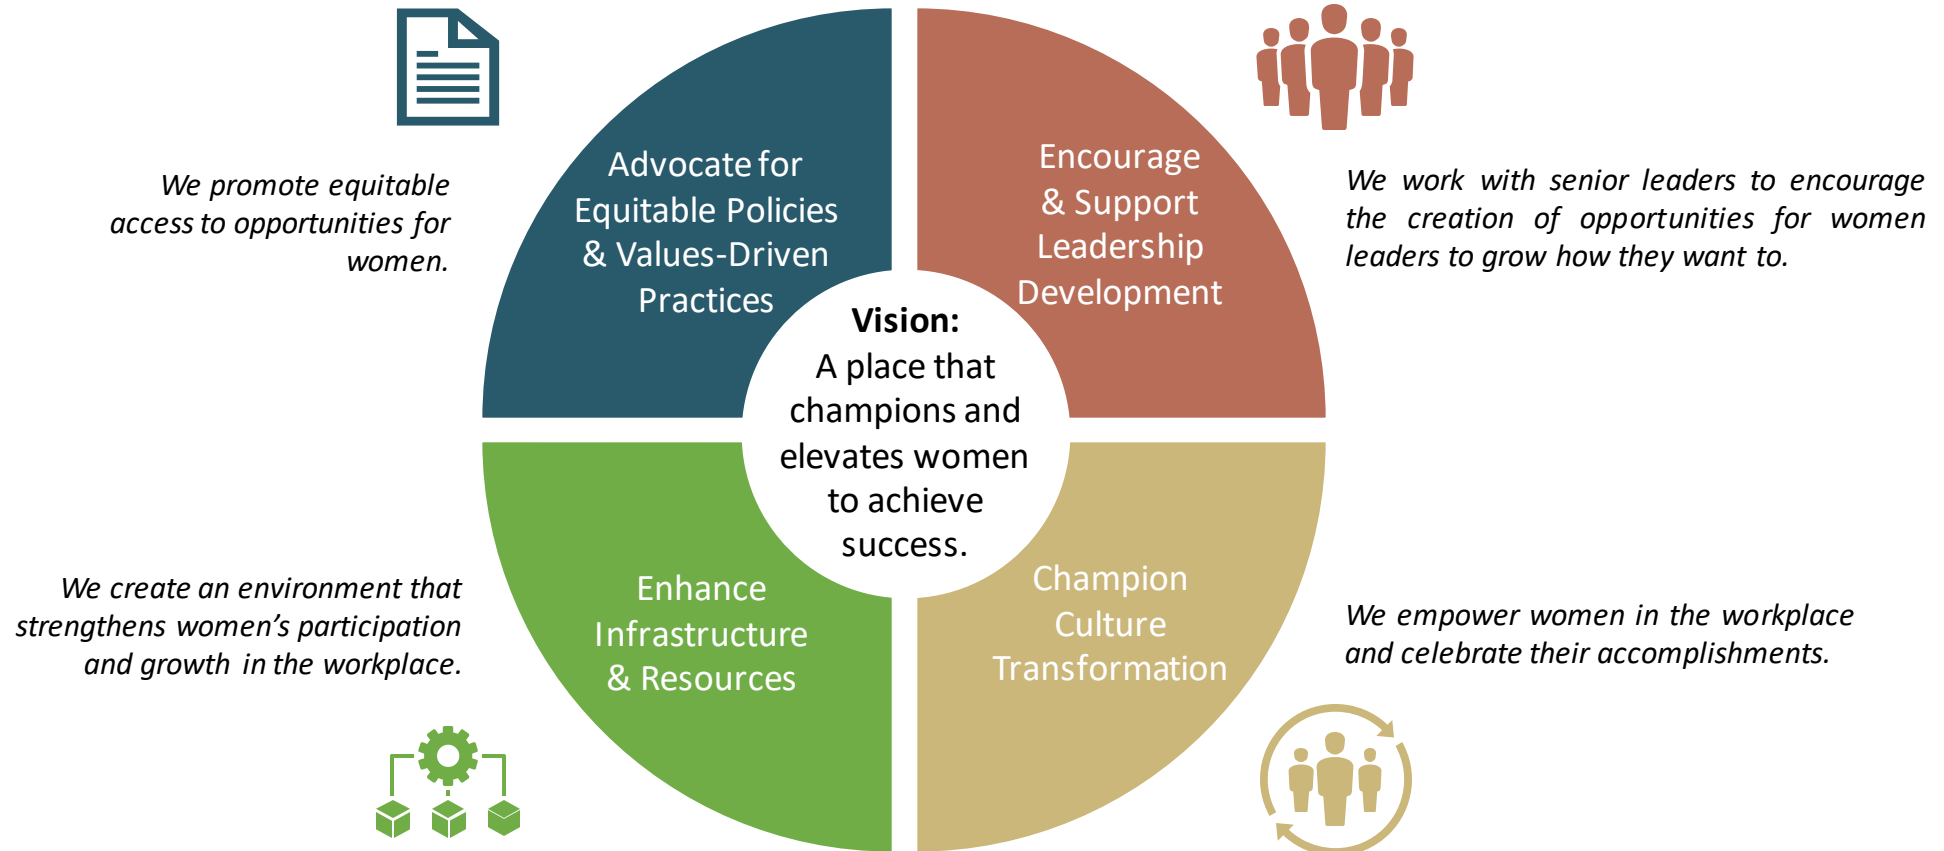 We promote equitable
access to opportunities for
women.
Advocate for
Equitable Policies
& Values-Driven
Practices
Encourage
& Support
Leadership
Development
We work with senior leaders to encourage
the creation of opportunities for women
leaders to grow how they want to.
Vision:
A place that
champions and
elevates women
to achieve
success.
We create an environment that
strengthens women’s participation
and growth in the workplace.
Enhance
Infrastructure
& Resources
Champion
Culture
Transformation
We empower women in the workplace
and celebrate their accomplishments.